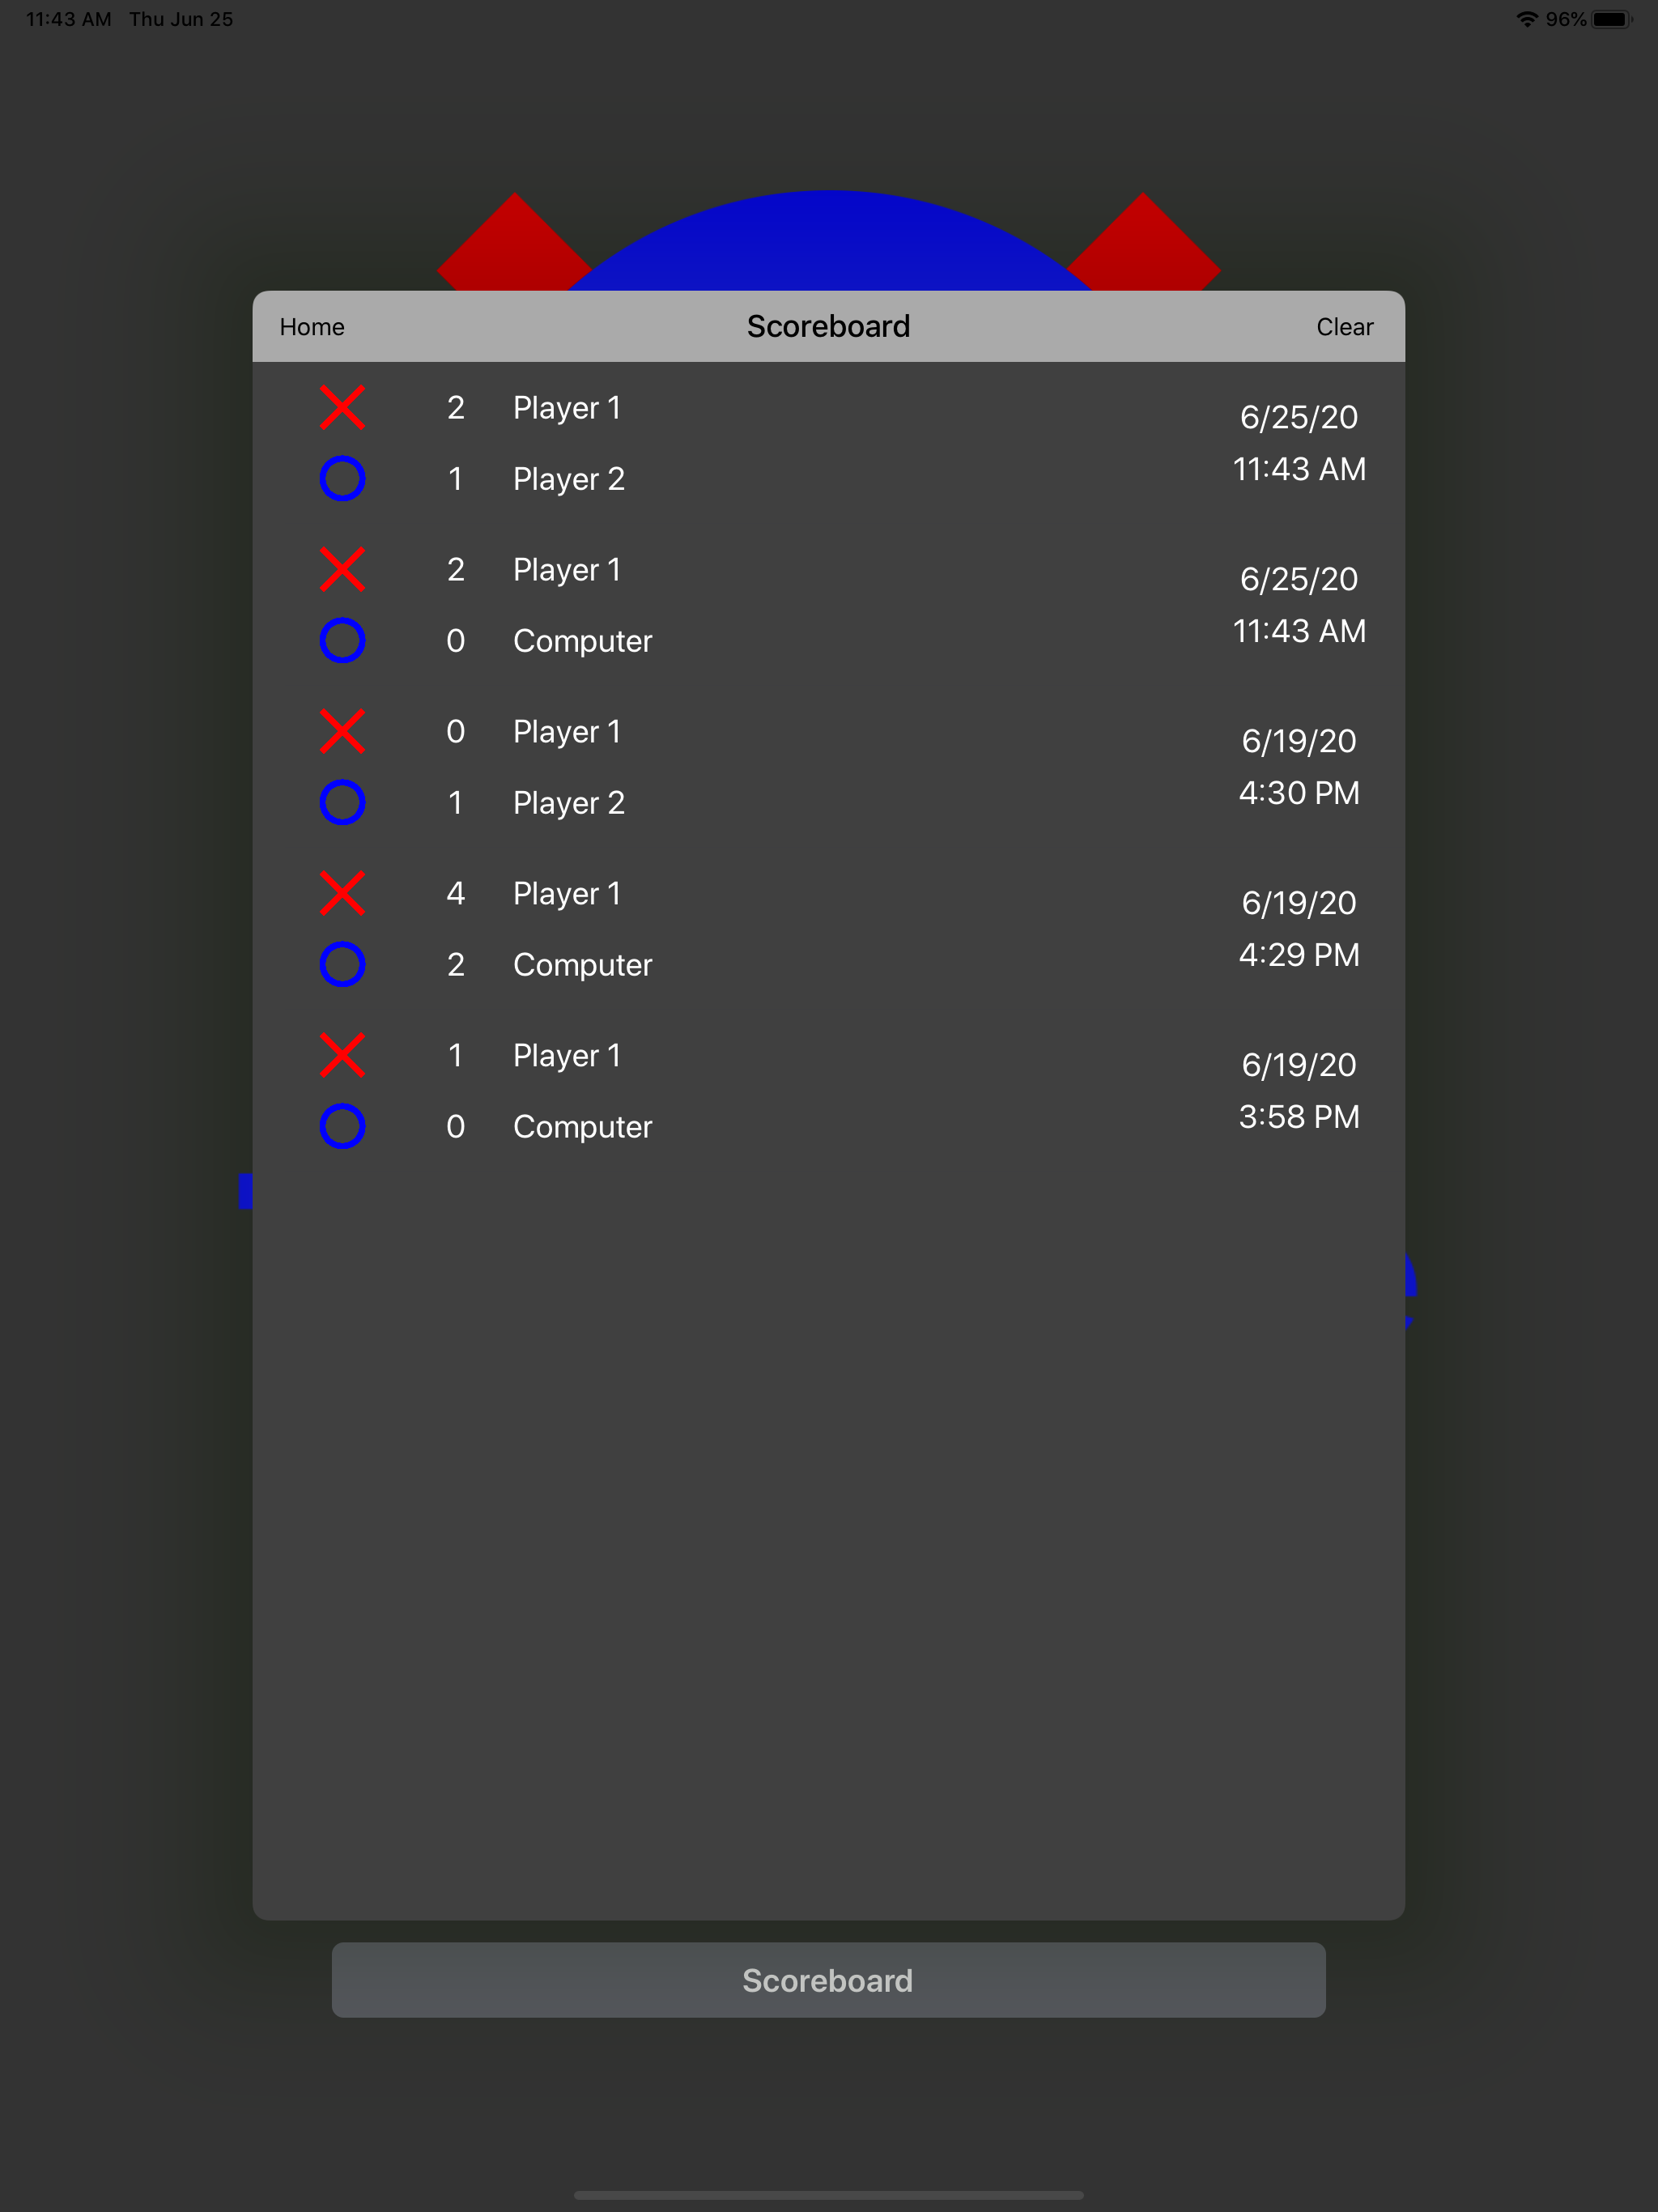 11:43 AM Thu Jun 25 96%
Home Scoreboard Clear
2 Player 1
6/25/20
1 Player 2
11:43 AM
2 Player 1
6/25/20
0 Computer
11:43 AM
0 Player 1
6/19/20
1 Player 2
4:30 PM
4 Player 1
6/19/20
2 Computer
4:29 PM
1 Player 1
6/19/20
0 Computer
3:58 PM
Scoreboard